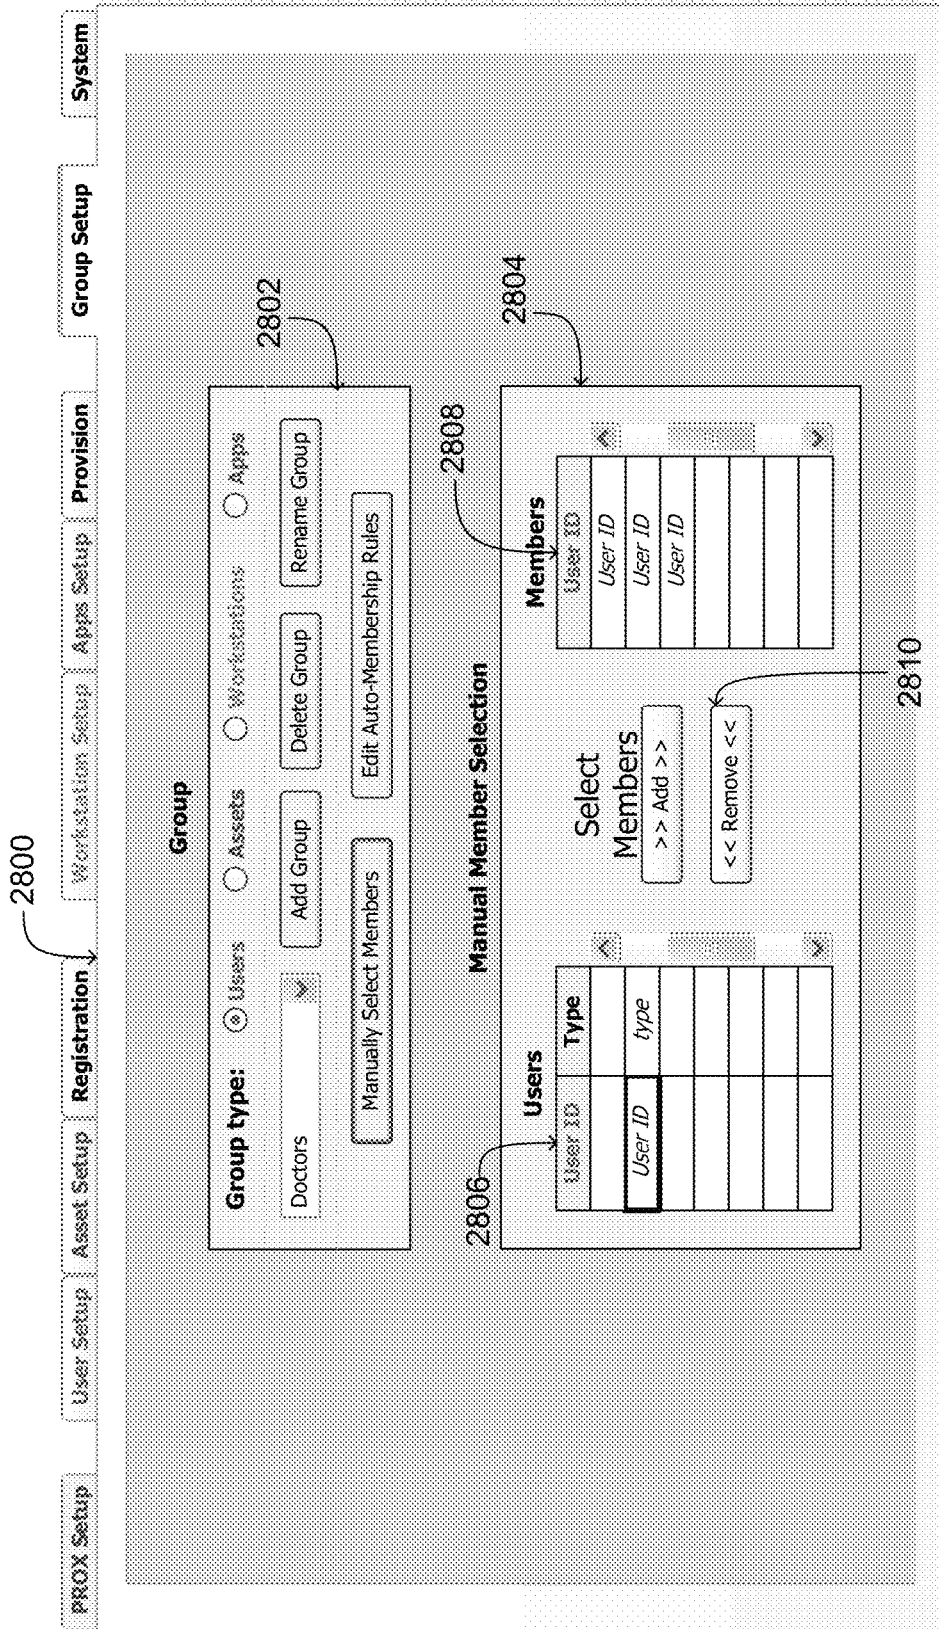 2800
PROX Setup User Setup Asset Setup Registration Workstation Setup Apps Setup Provision Group Setup System
Group
2802
Group type: Users Assets Workstations Apps
Doctors Add Group Delete Group Rename Group
Manually Select Members Edit Auto-Membership Rules
2804
Manual Member Selection
2806
2808
Users Members
User ID Type Select User ID
Members User ID
User ID type >> Add >> User ID
User ID
<< Remove <<
2810